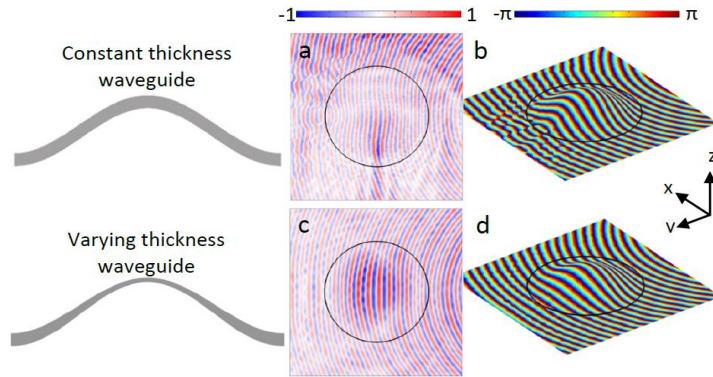 -1 1 -π π
Constant thickness
waveguide
a
b
z
x
v
Varying thickness
waveguide
c
d